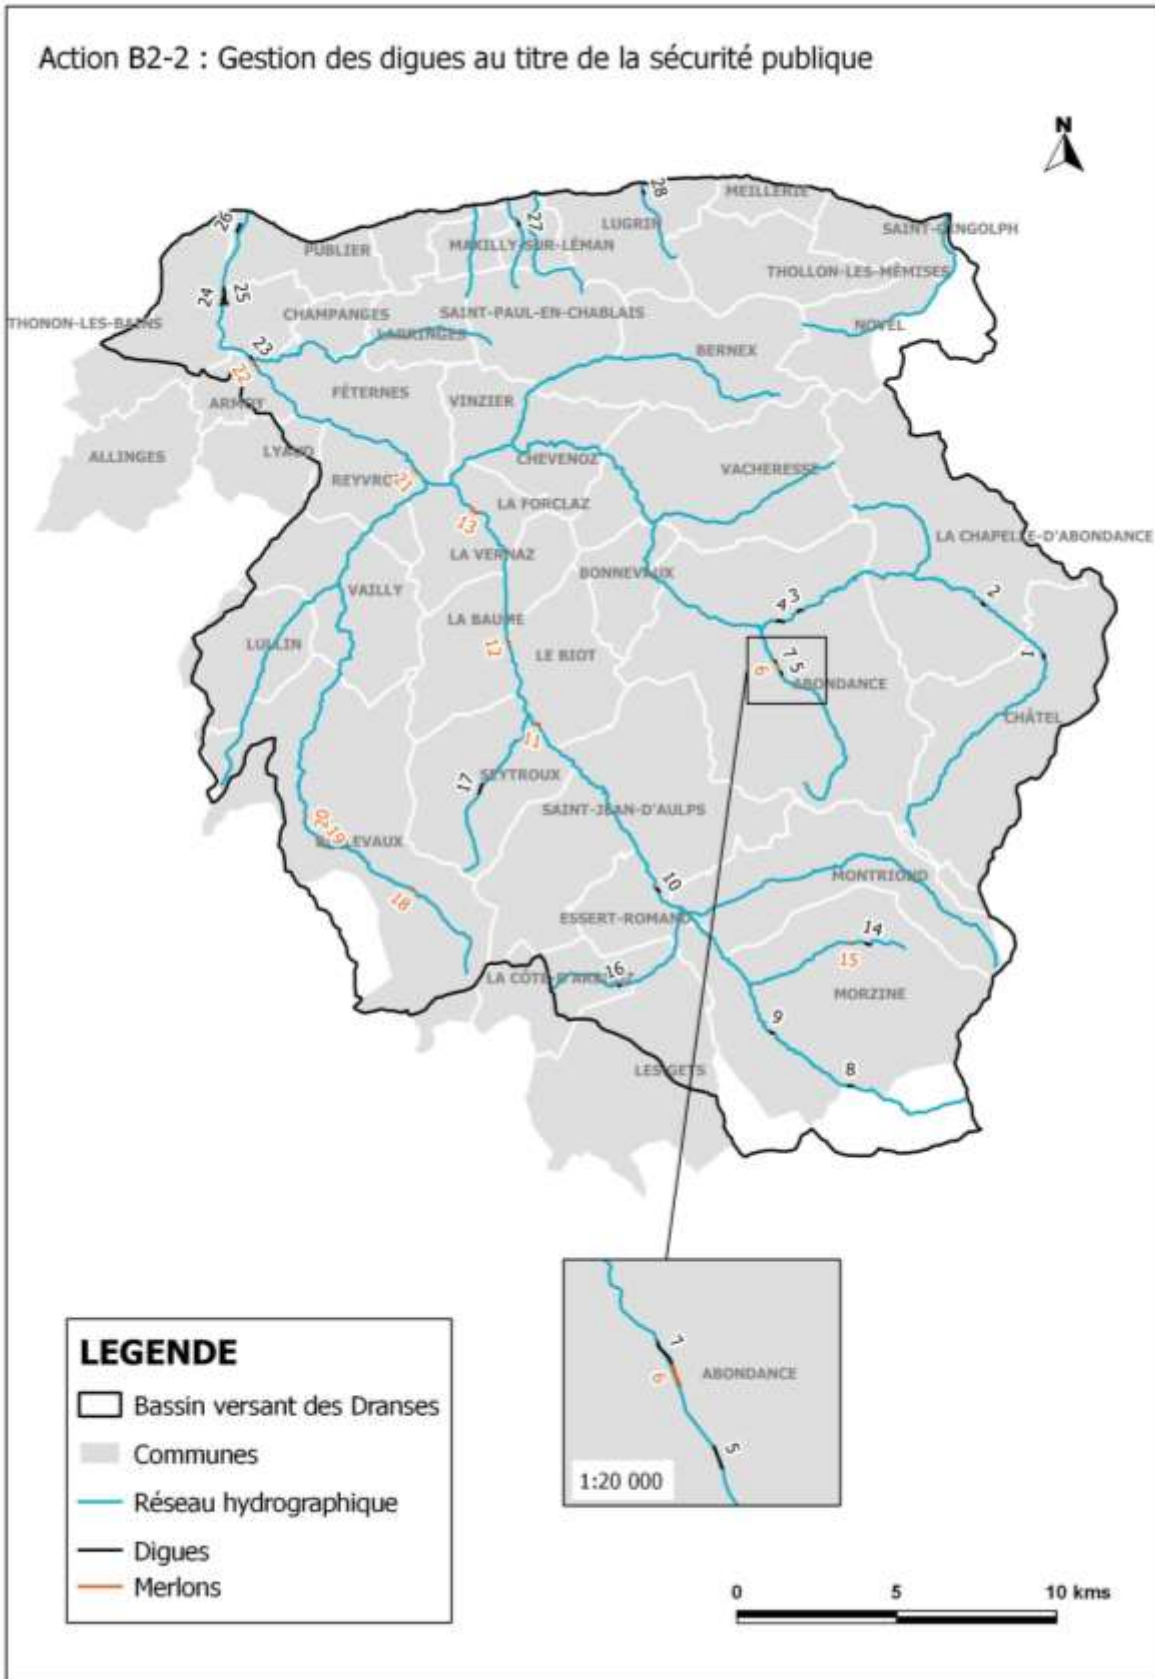 Action B2-2 : Gestion des digues au titre de la sécurité publique
N
28
MEILLERIE
26
27
LUGRIN
SAINT-GINGOLPH
PUBLIER
MAXILLY-SUR-LÉMAN
THOLLON-LES-MÉMISES
24
25
CHAMPANGES
SAINT-PAUL-EN-CHABLAIS
THONON-LES-BAINS
LARRINGES
NOVEL
23
BERNEX
22
FÉTERNES
ARMOY
VINZIER
ALLINGES
LYAUD
CHEVENOZ
VACHERESSE
REYVROZ
21
LA FORCLAZ
13
LA CHAPELLE-D'ABONDANCE
LA VERNAZ
BONNEVAUX
VAILLY
2
4
3
LA BAUME
LULLIN
12
LE BIOT
1
7
5
6
ABONDANCE
CHÂTEL
11
17
SEYTROUX
SAINT-JEAN-D'AULPS
20
19
BELLEVAUX
MONTRIOND
10
18
ESSERT-ROMAND
14
15
16
LA CÔTE-D'ARBROZ
MORZINE
9
LES GETS
8
7
ABONDANCE
6
5
1:20 000
LEGENDE
Bassin versant des Dranses
Communes
Réseau hydrographique
Digues
Merlons
0 5 10 kms